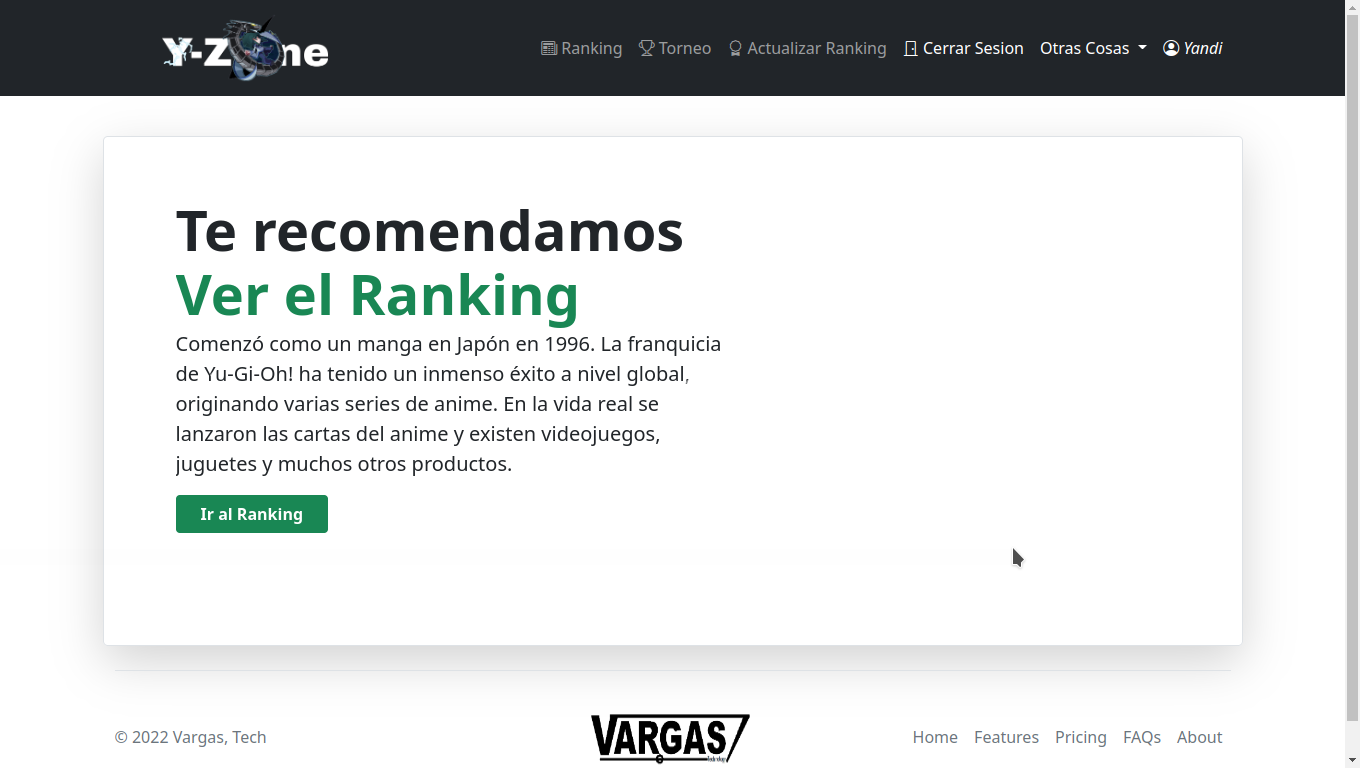 Y-Zone
Ranking
Torneo
Actualizar Ranking
Cerrar Sesion
Otras Cosas
Yandi
Te recomendamos
Ver el Ranking
Comenzó como un manga en Japón en 1996. La franquicia
de Yu-Gi-Oh! ha tenido un inmenso éxito a nivel global,
originando varias series de anime. En la vida real se
lanzaron las cartas del anime y existen videojuegos,
juguetes y muchos otros productos.
Ir al Ranking
© 2022 Vargas, Tech
VARGAS
Home
Features
Pricing
FAQs
About